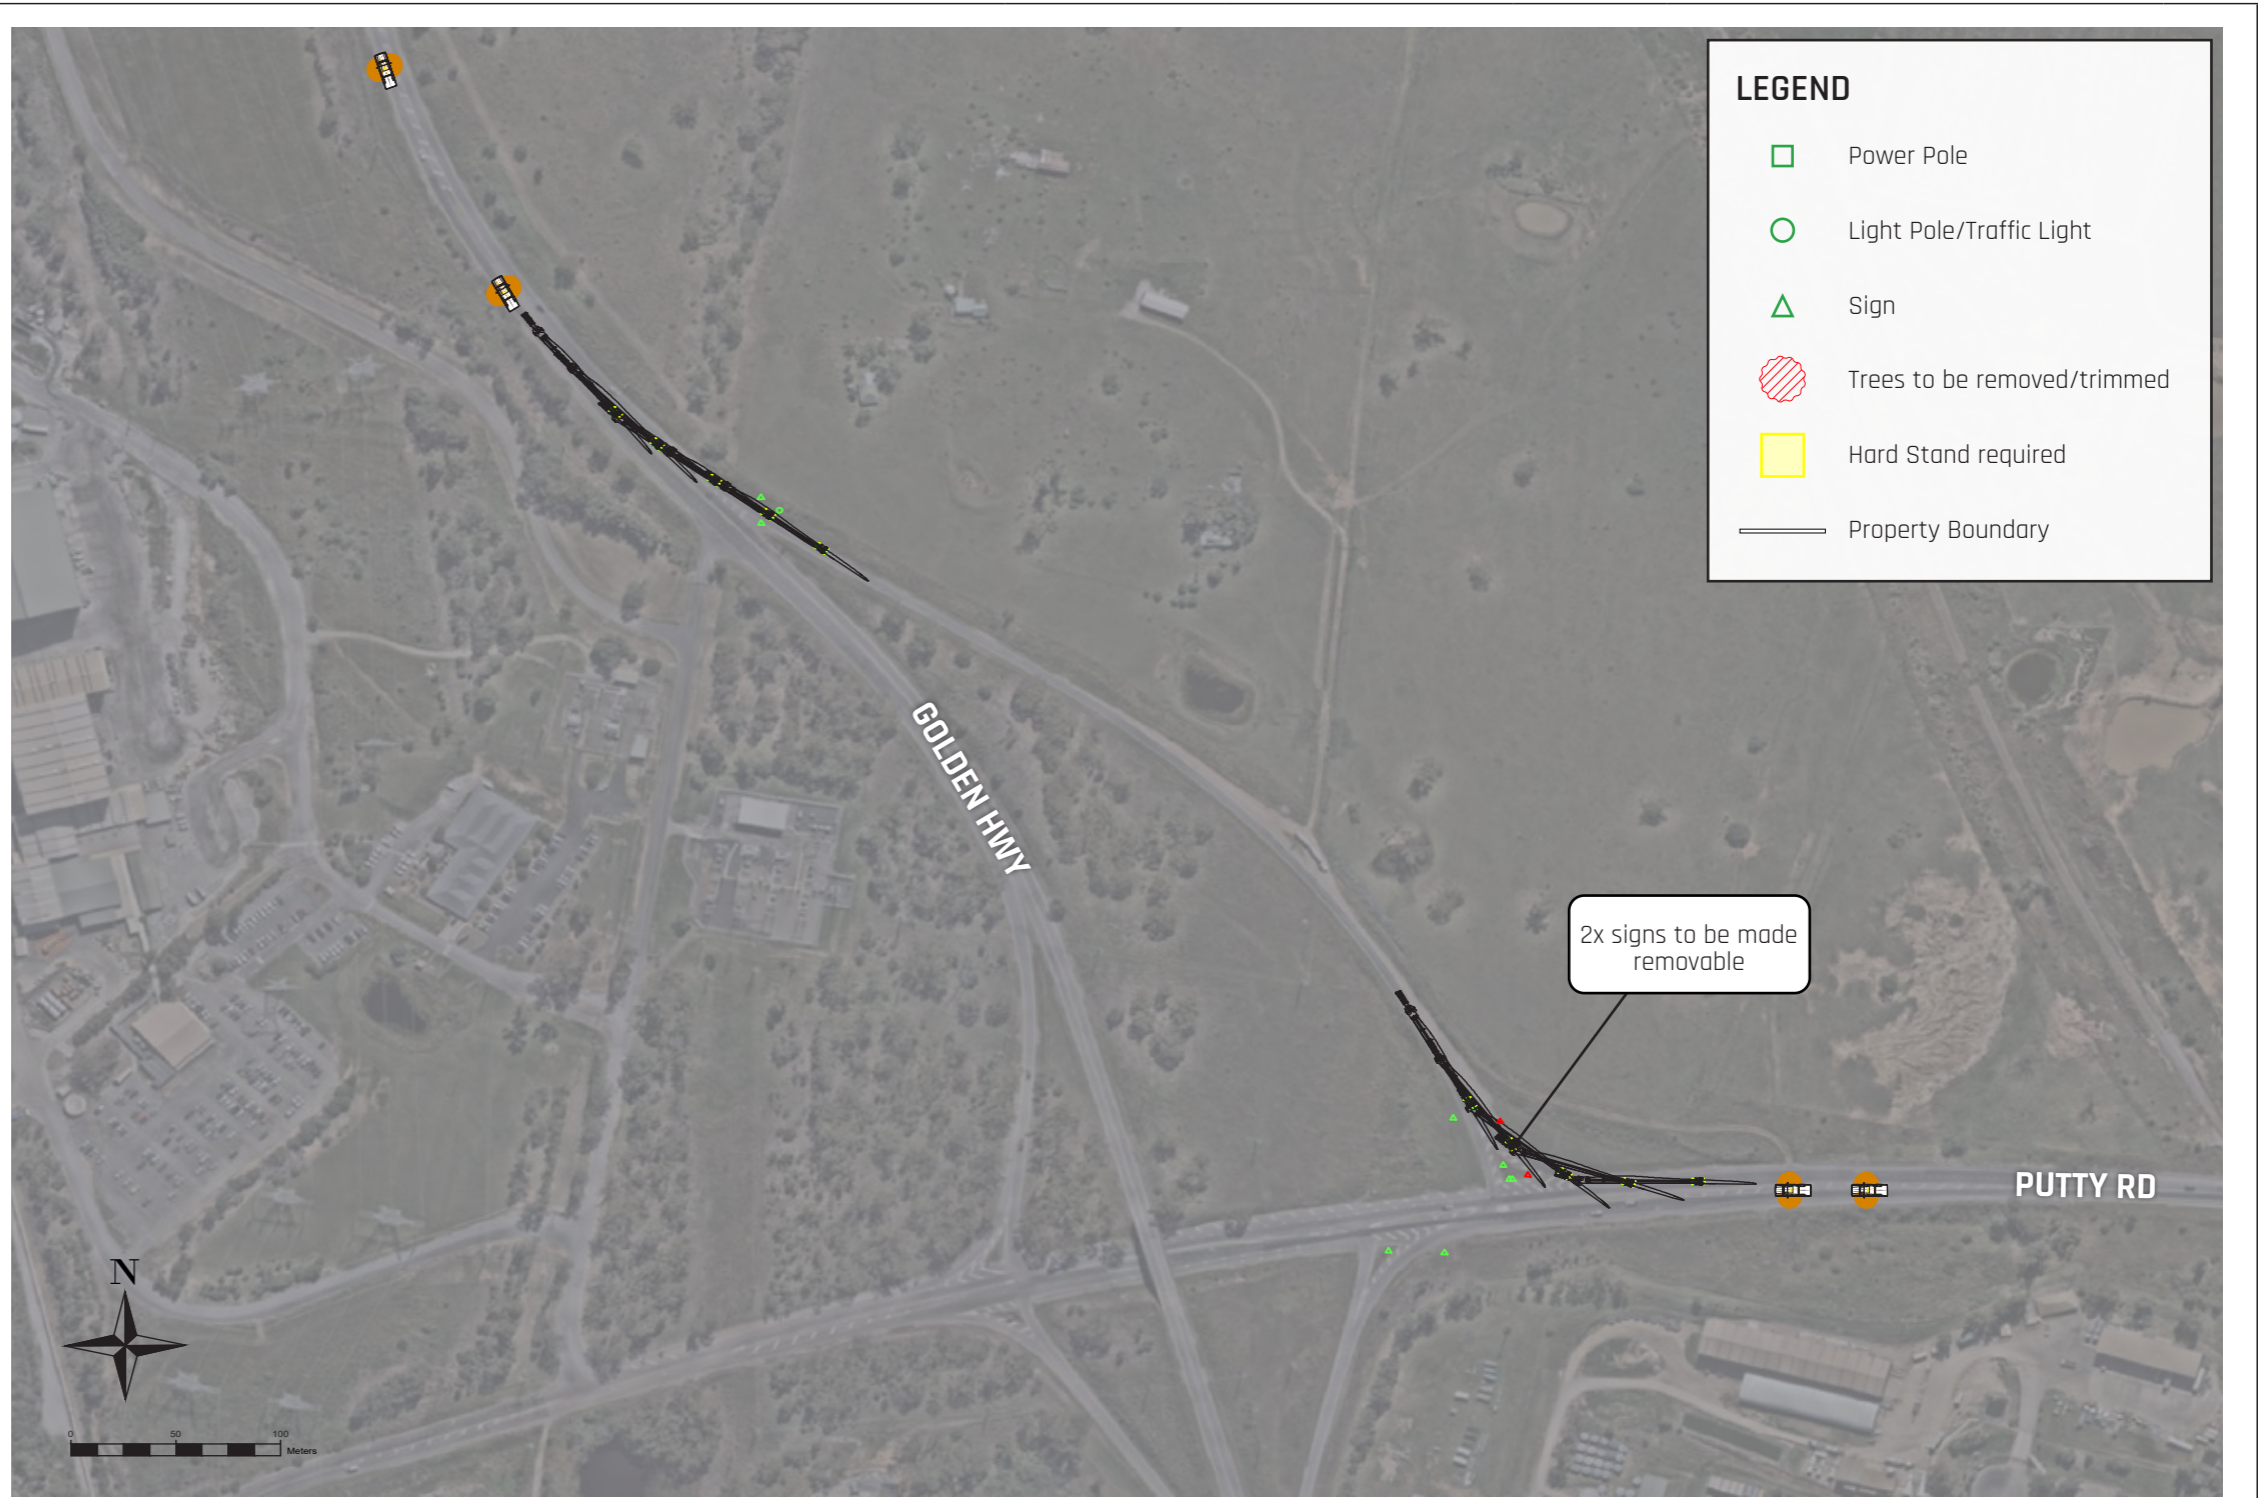 LEGEND
Power Pole
Light Pole/Traffic Light
Sign
Trees to be removed/trimmed
Hard Stand required
Property Boundary
GOLDEN HWY
2x signs to be made
removable
PUTTY RD
N
0 50 100
Meters